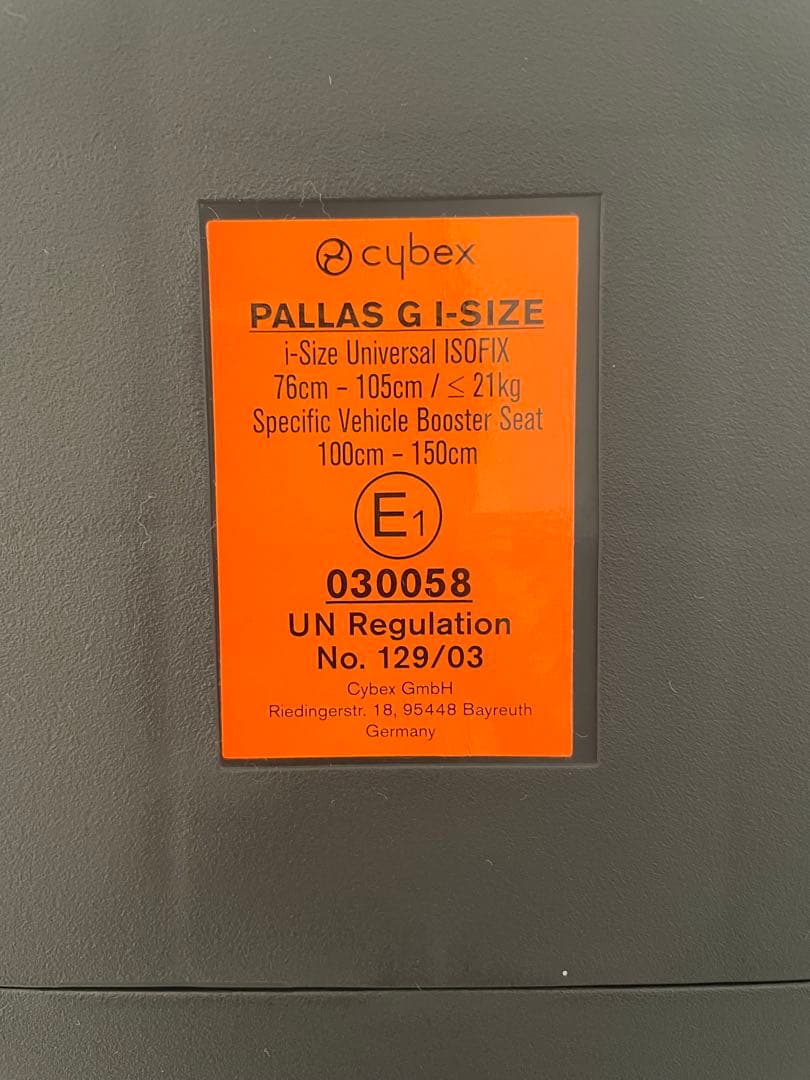 cybex
PALLAS G I-SIZE
i-Size Universal ISOFIX
76cm – 105cm / ≤ 21kg
Specific Vehicle Booster Seat
100cm – 150cm
E1
030058
UN Regulation
No. 129/03
Cybex GmbH
Riedingerstr. 18, 95448 Bayreuth
Germany